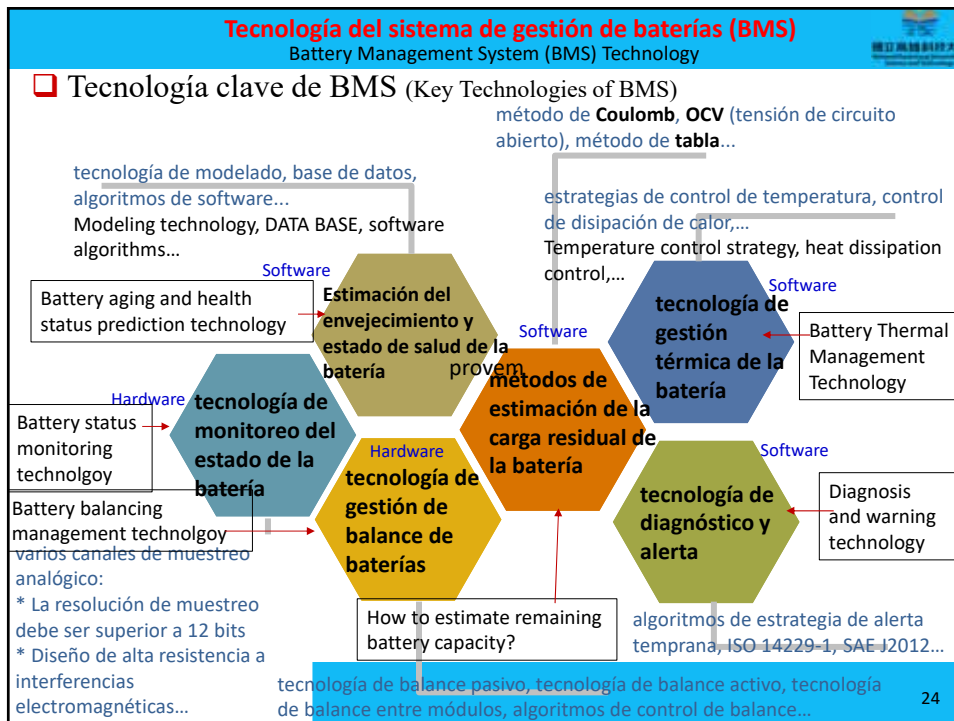 Tecnología del sistema de gestión de baterías (BMS)
Battery Management System (BMS) Technology
Tecnología clave de BMS (Key Technologies of BMS)
método de Coulomb, OCV (tensión de circuito
abierto), método de tabla...
tecnología de modelado, base de datos,
algoritmos de software...
Modeling technology, DATA BASE, software
algorithms...
estrategias de control de temperatura, control
de disipación de calor,...
Temperature control strategy, heat dissipation
control,...
Software
Battery aging and health
status prediction technology
Estimación del
envejecimiento y
estado de salud de la
batería
provem
Software
métodos de
estimación de la
carga residual de
la batería
Software
tecnología de
gestión
térmica de la
batería
Battery Thermal
Management
Technology
Hardware
Battery status
monitoring
technolgoy
tecnología de
monitoreo del
estado de la
batería
Hardware
tecnología de
gestión de
balance de
baterías
Battery balancing
management technolgoy
Software
tecnología de
diagnóstico y
alerta
Diagnosis
and warning
technology
varios canales de muestreo
analógico:
* La resolución de muestreo
debe ser superior a 12 bits
* Diseño de alta resistencia a
interferencias
electromagnéticas...
How to estimate remaining
battery capacity?
algoritmos de estrategia de alerta
temprana, ISO 14229-1, SAE J2012...
tecnología de balance pasivo, tecnología de balance activo, tecnología
de balance entre módulos, algoritmos de control de balance...
24